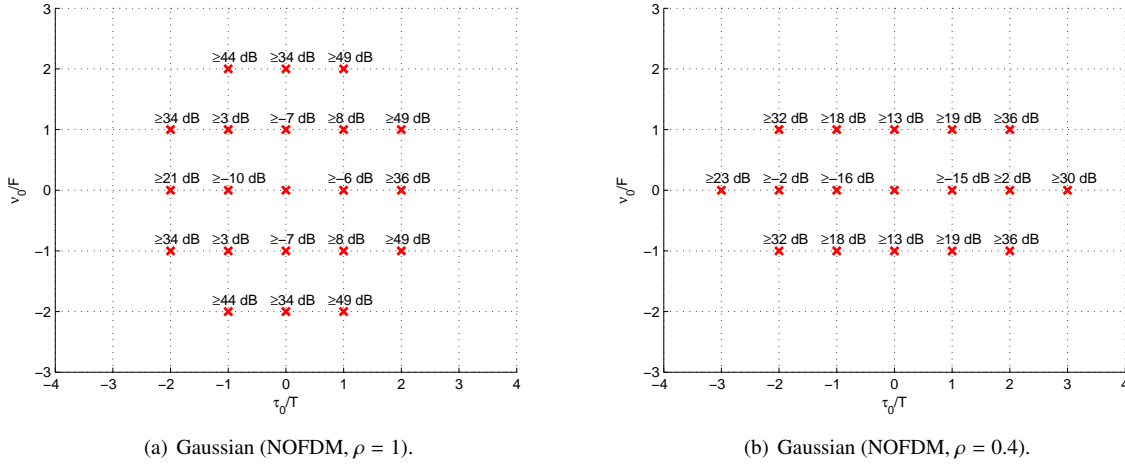 3
≥44 dB ≥34 dB ≥49 dB
2
≥34 dB ≥3 dB ≥−7 dB ≥8 dB ≥49 dB
1
≥21 dB ≥−10 dB ≥−6 dB ≥36 dB
0
≥34 dB ≥3 dB ≥−7 dB ≥8 dB ≥49 dB
−1
≥44 dB ≥34 dB ≥49 dB
−2
−3
ν0/F
−4 −3 −2 −1 0 1 2 3 4
τ0/T
(a) Gaussian (NOFDM, ρ = 1).
3
2
≥32 dB ≥18 dB ≥13 dB ≥19 dB ≥36 dB
1
≥23 dB ≥−2 dB ≥−16 dB ≥−15 dB ≥2 dB ≥30 dB
0
≥32 dB ≥18 dB ≥13 dB ≥19 dB ≥36 dB
−1
−2
−3
ν0/F
−4 −3 −2 −1 0 1 2 3 4
τ0/T
(b) Gaussian (NOFDM, ρ = 0.4).